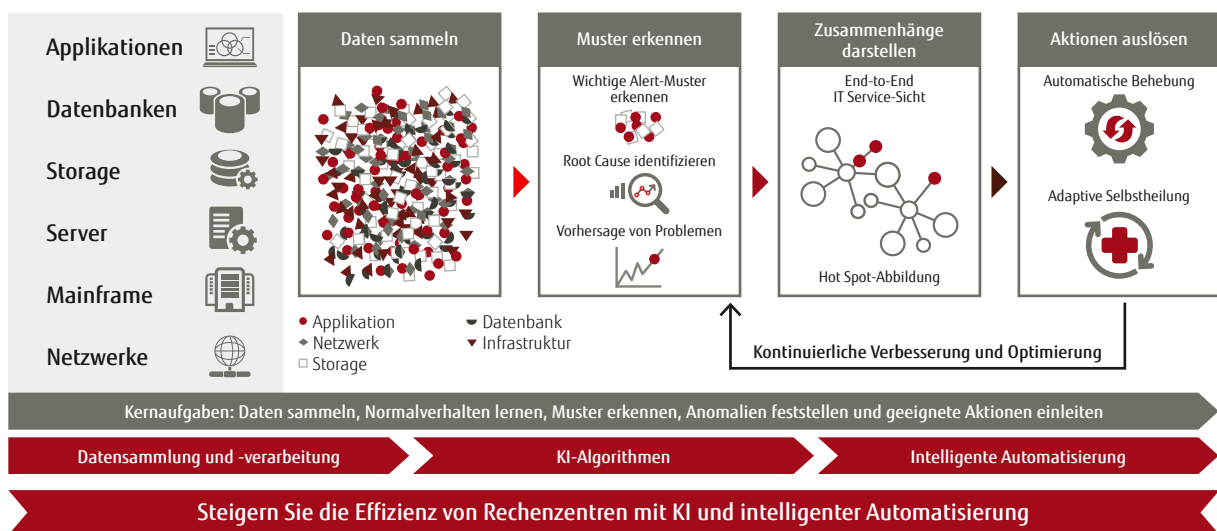 Applikationen
Datenbanken
Storage
Server
Mainframe
Netzwerke
Daten sammeln
Applikation
Netzwerk
Storage
Datenbank
Infrastruktur
Muster erkennen
Wichtige Alert-Muster
erkennen
Root Cause identifizieren
Vorhersage von Problemen
Zusammenhänge
darstellen
End-to-End
IT Service-Sicht
Hot Spot-Abbildung
Aktionen auslösen
Automatische Behebung
Adaptive Selbstheilung
Kontinuierliche Verbesserung und Optimierung
Kernaufgaben: Daten sammeln, Normalverhalten lernen, Muster erkennen, Anomalien feststellen und geeignete Aktionen einleiten
Datensammlung und -verarbeitung
KI-Algorithmen
Intelligente Automatisierung
Steigern Sie die Effizienz von Rechenzentren mit KI und intelligenter Automatisierung